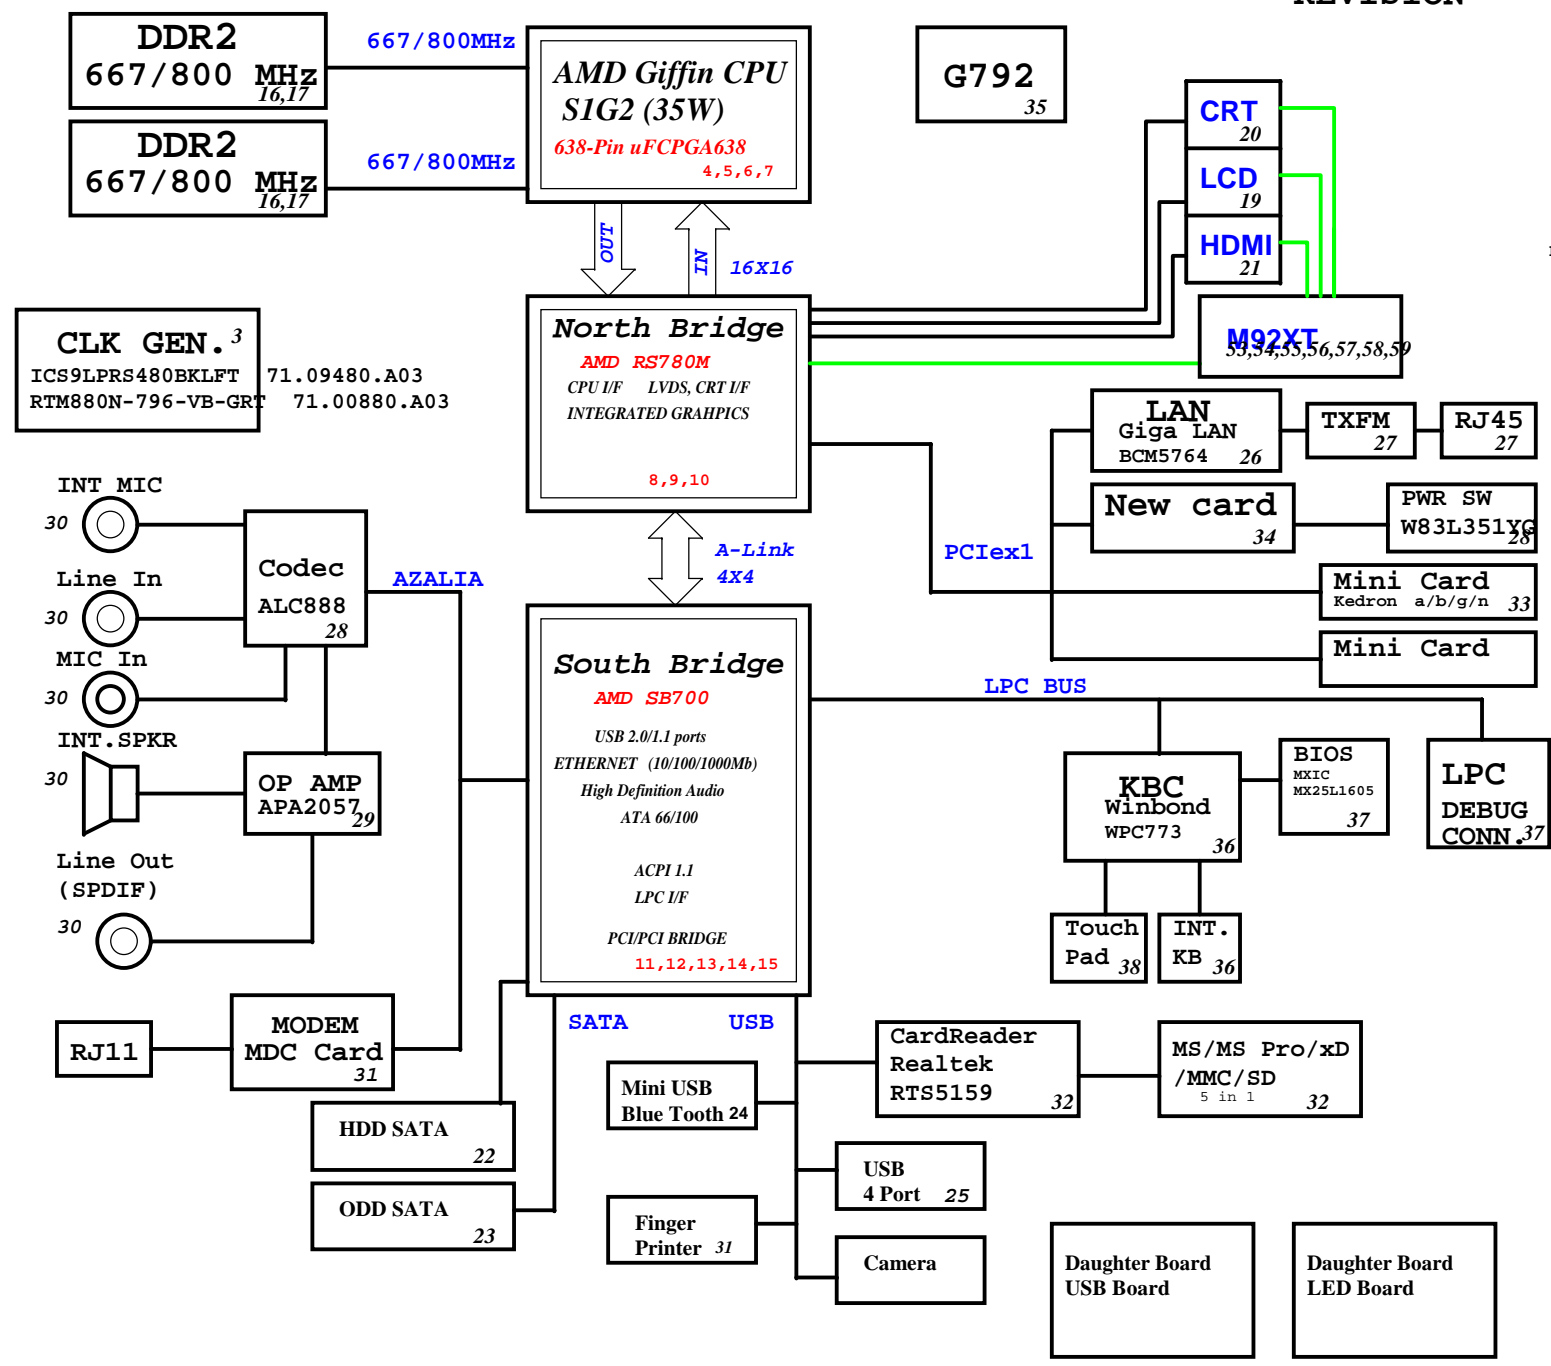 DDR2
667/800 MHz
16,17
667/800MHz
DDR2
667/800 MHz
16,17
667/800MHz
AMD Giffin CPU
S1G2 (35W)
638-Pin uFCPGA638
4,5,6,7
G792
35
CRT
20
LCD
19
HDMI
21
OUT
IN
16X16
M92XT
53,54,55,56,57,58,59
CLK GEN. 3
ICS9LPRS480BKLFT 71.09480.A03
RTM880N-796-VB-GRT 71.00880.A03
North Bridge
AMD RS780M
CPU I/F LVDS, CRT I/F
INTEGRATED GRAHPICS
8,9,10
LAN
Giga LAN
BCM5764 26
TXFM
27
RJ45
27
New card
34
PWR SW
W83L351YG
28
PCIex1
Mini Card
Kedron a/b/g/n 33
Mini Card
INT MIC
30
Line In
30
MIC In
30
INT.SPKR
30
Line Out
(SPDIF)
30
Codec
ALC888
28
AZALIA
OP AMP
APA2057
29
A-Link
4X4
South Bridge
AMD SB700
USB 2.0/1.1 ports
ETHERNET (10/100/1000Mb)
High Definition Audio
ATA 66/100
ACPI 1.1
LPC I/F
PCI/PCI BRIDGE
11,12,13,14,15
LPC BUS
KBC
Winbond
WPC773
36
BIOS
MXIC
MX25L1605
37
LPC
DEBUG
CONN.
37
Touch
Pad 38
INT.
KB 36
RJ11
MODEM
MDC Card
31
SATA
USB
HDD SATA
22
ODD SATA
23
Mini USB
Blue Tooth 24
Finger
Printer 31
CardReader
Realtek
RTS5159
32
MS/MS Pro/xD
/MMC/SD
5 in 1 32
USB
4 Port 25
Camera
Daughter Board
USB Board
Daughter Board
LED Board